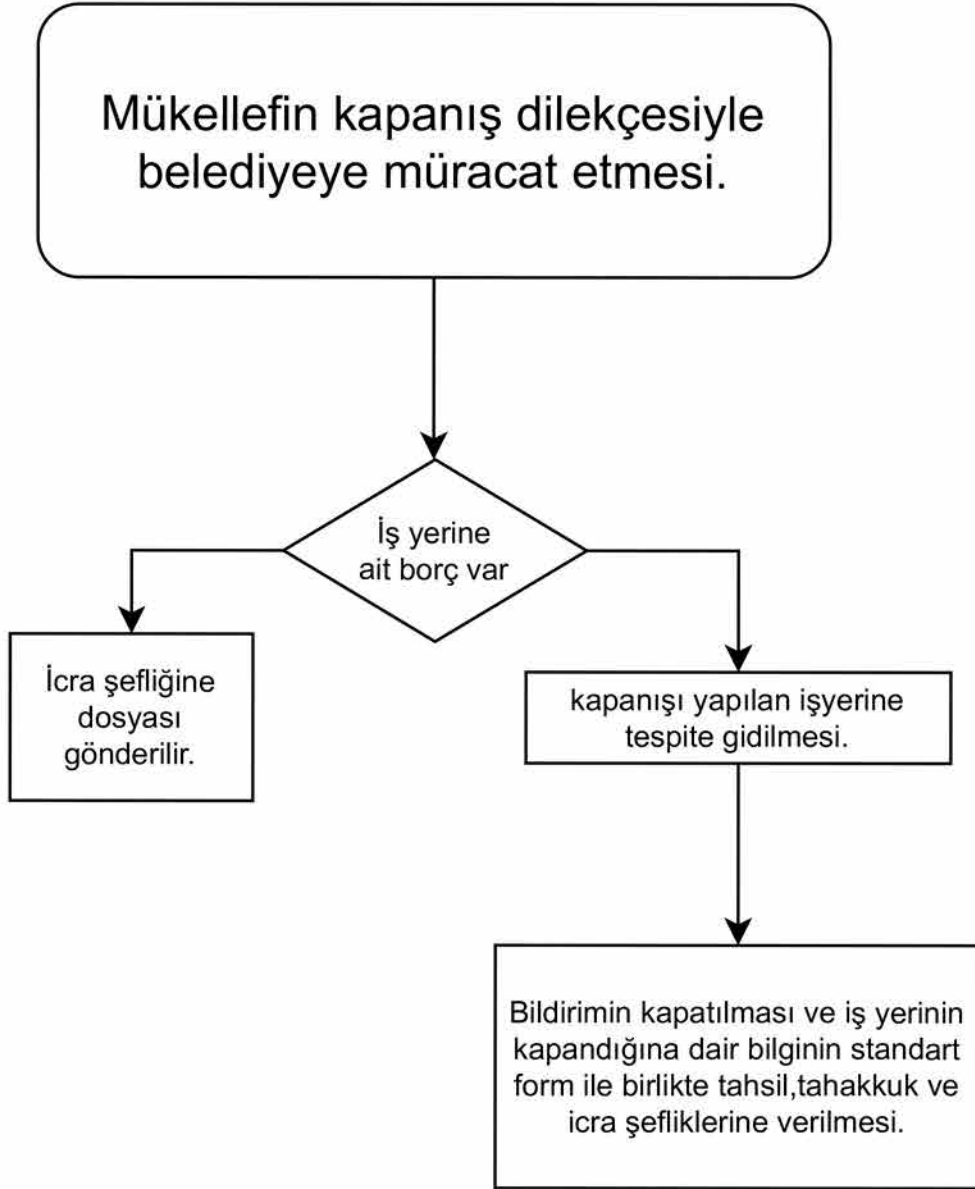 Mükellefin kapanış dilekçesiyle
belediyeye müracat etmesi.
İş yerine
ait borç var
İcra şefliğine
dosyası
gönderilir.
kapanışı yapılan işyerine
tespite gidilmesi.
Bildirimin kapatılması ve iş yerinin
kapandığına dair bilginin standart
form ile birlikte tahsil,tahakkuk ve
icra şefliklerine verilmesi.